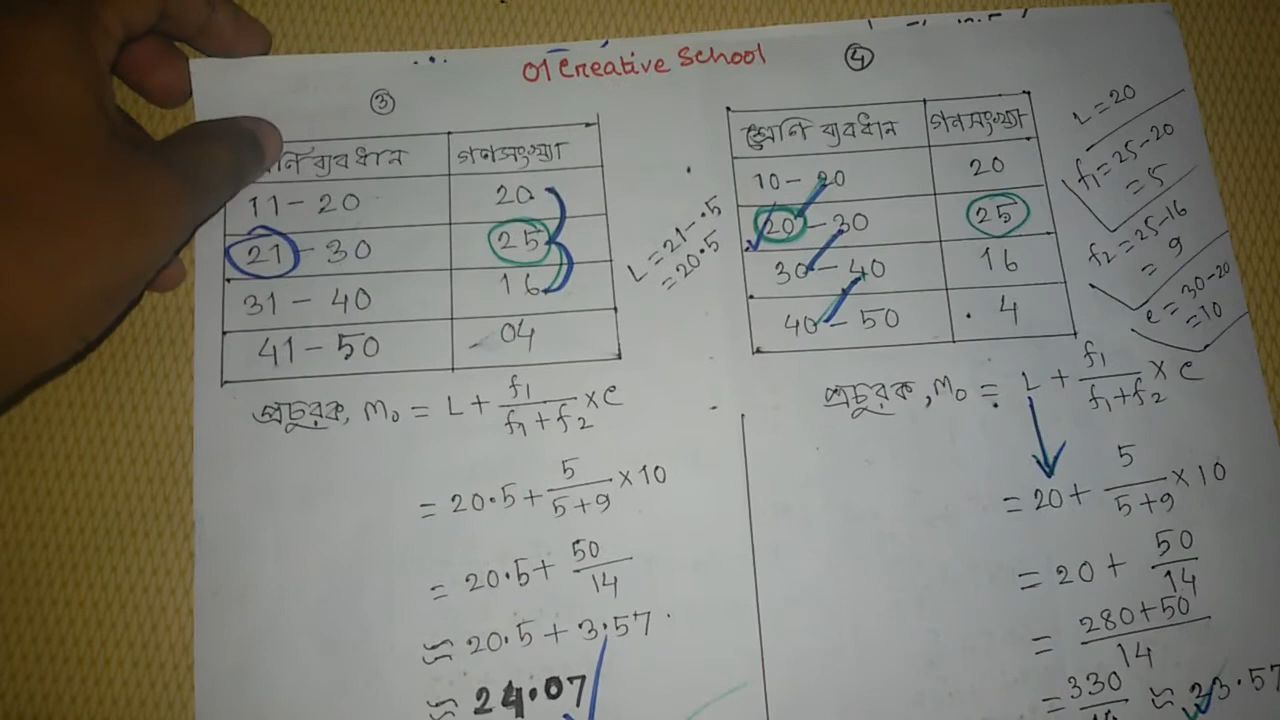 01 Creative School
③
শ্রেনি ব্যবধান গনসংখ্যা
11-20 20
21-30 25
31-40 16
41-50 04
L=21-.5
=20.5
প্রচুরক, M₀ = L + f₁/(f₁+f₂) × c
= 20.5 + 5/(5+9) × 10
= 20.5 + 50/14
≈ 20.5 + 3.57
≈ 24.07
④
শ্রেনি ব্যবধান গনসংখ্যা
10-20 20
20-30 25
30-40 16
40-50 4
L=20
f₁=25-20
=5
f₂=25-16
=9
c=30-20
=10
প্রচুরক, M₀ = L + f₁/(f₁+f₂) × c
= 20 + 5/(5+9) × 10
= 20 + 50/14
= (280+50)/14
= 330/14 ≈ 23.57